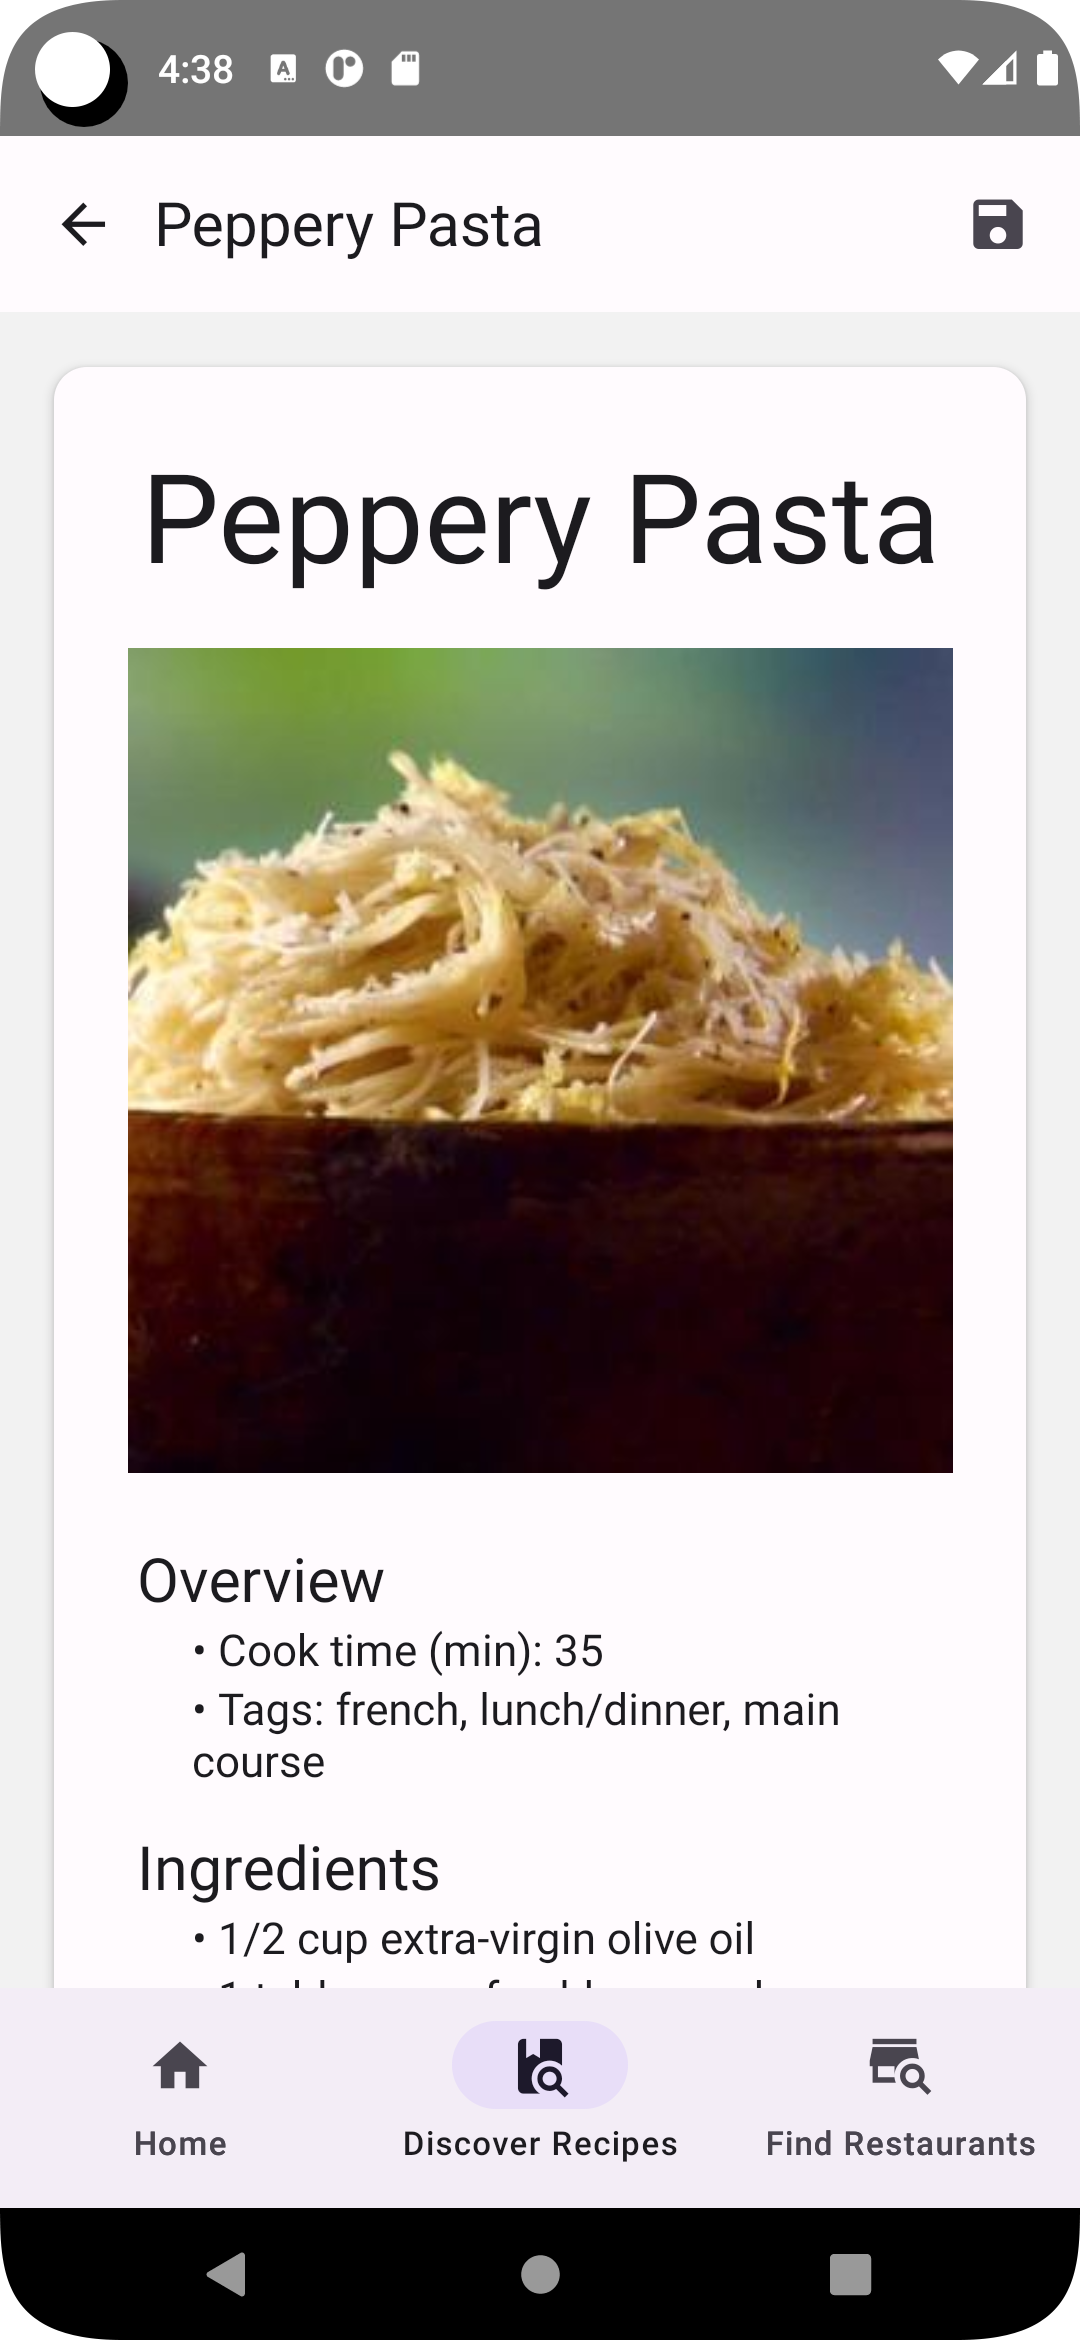 4:38
Peppery Pasta
Peppery Pasta
Overview
• Cook time (min): 35
• Tags: french, lunch/dinner, main
course
Ingredients
• 1/2 cup extra-virgin olive oil
Home
Discover Recipes
Find Restaurants